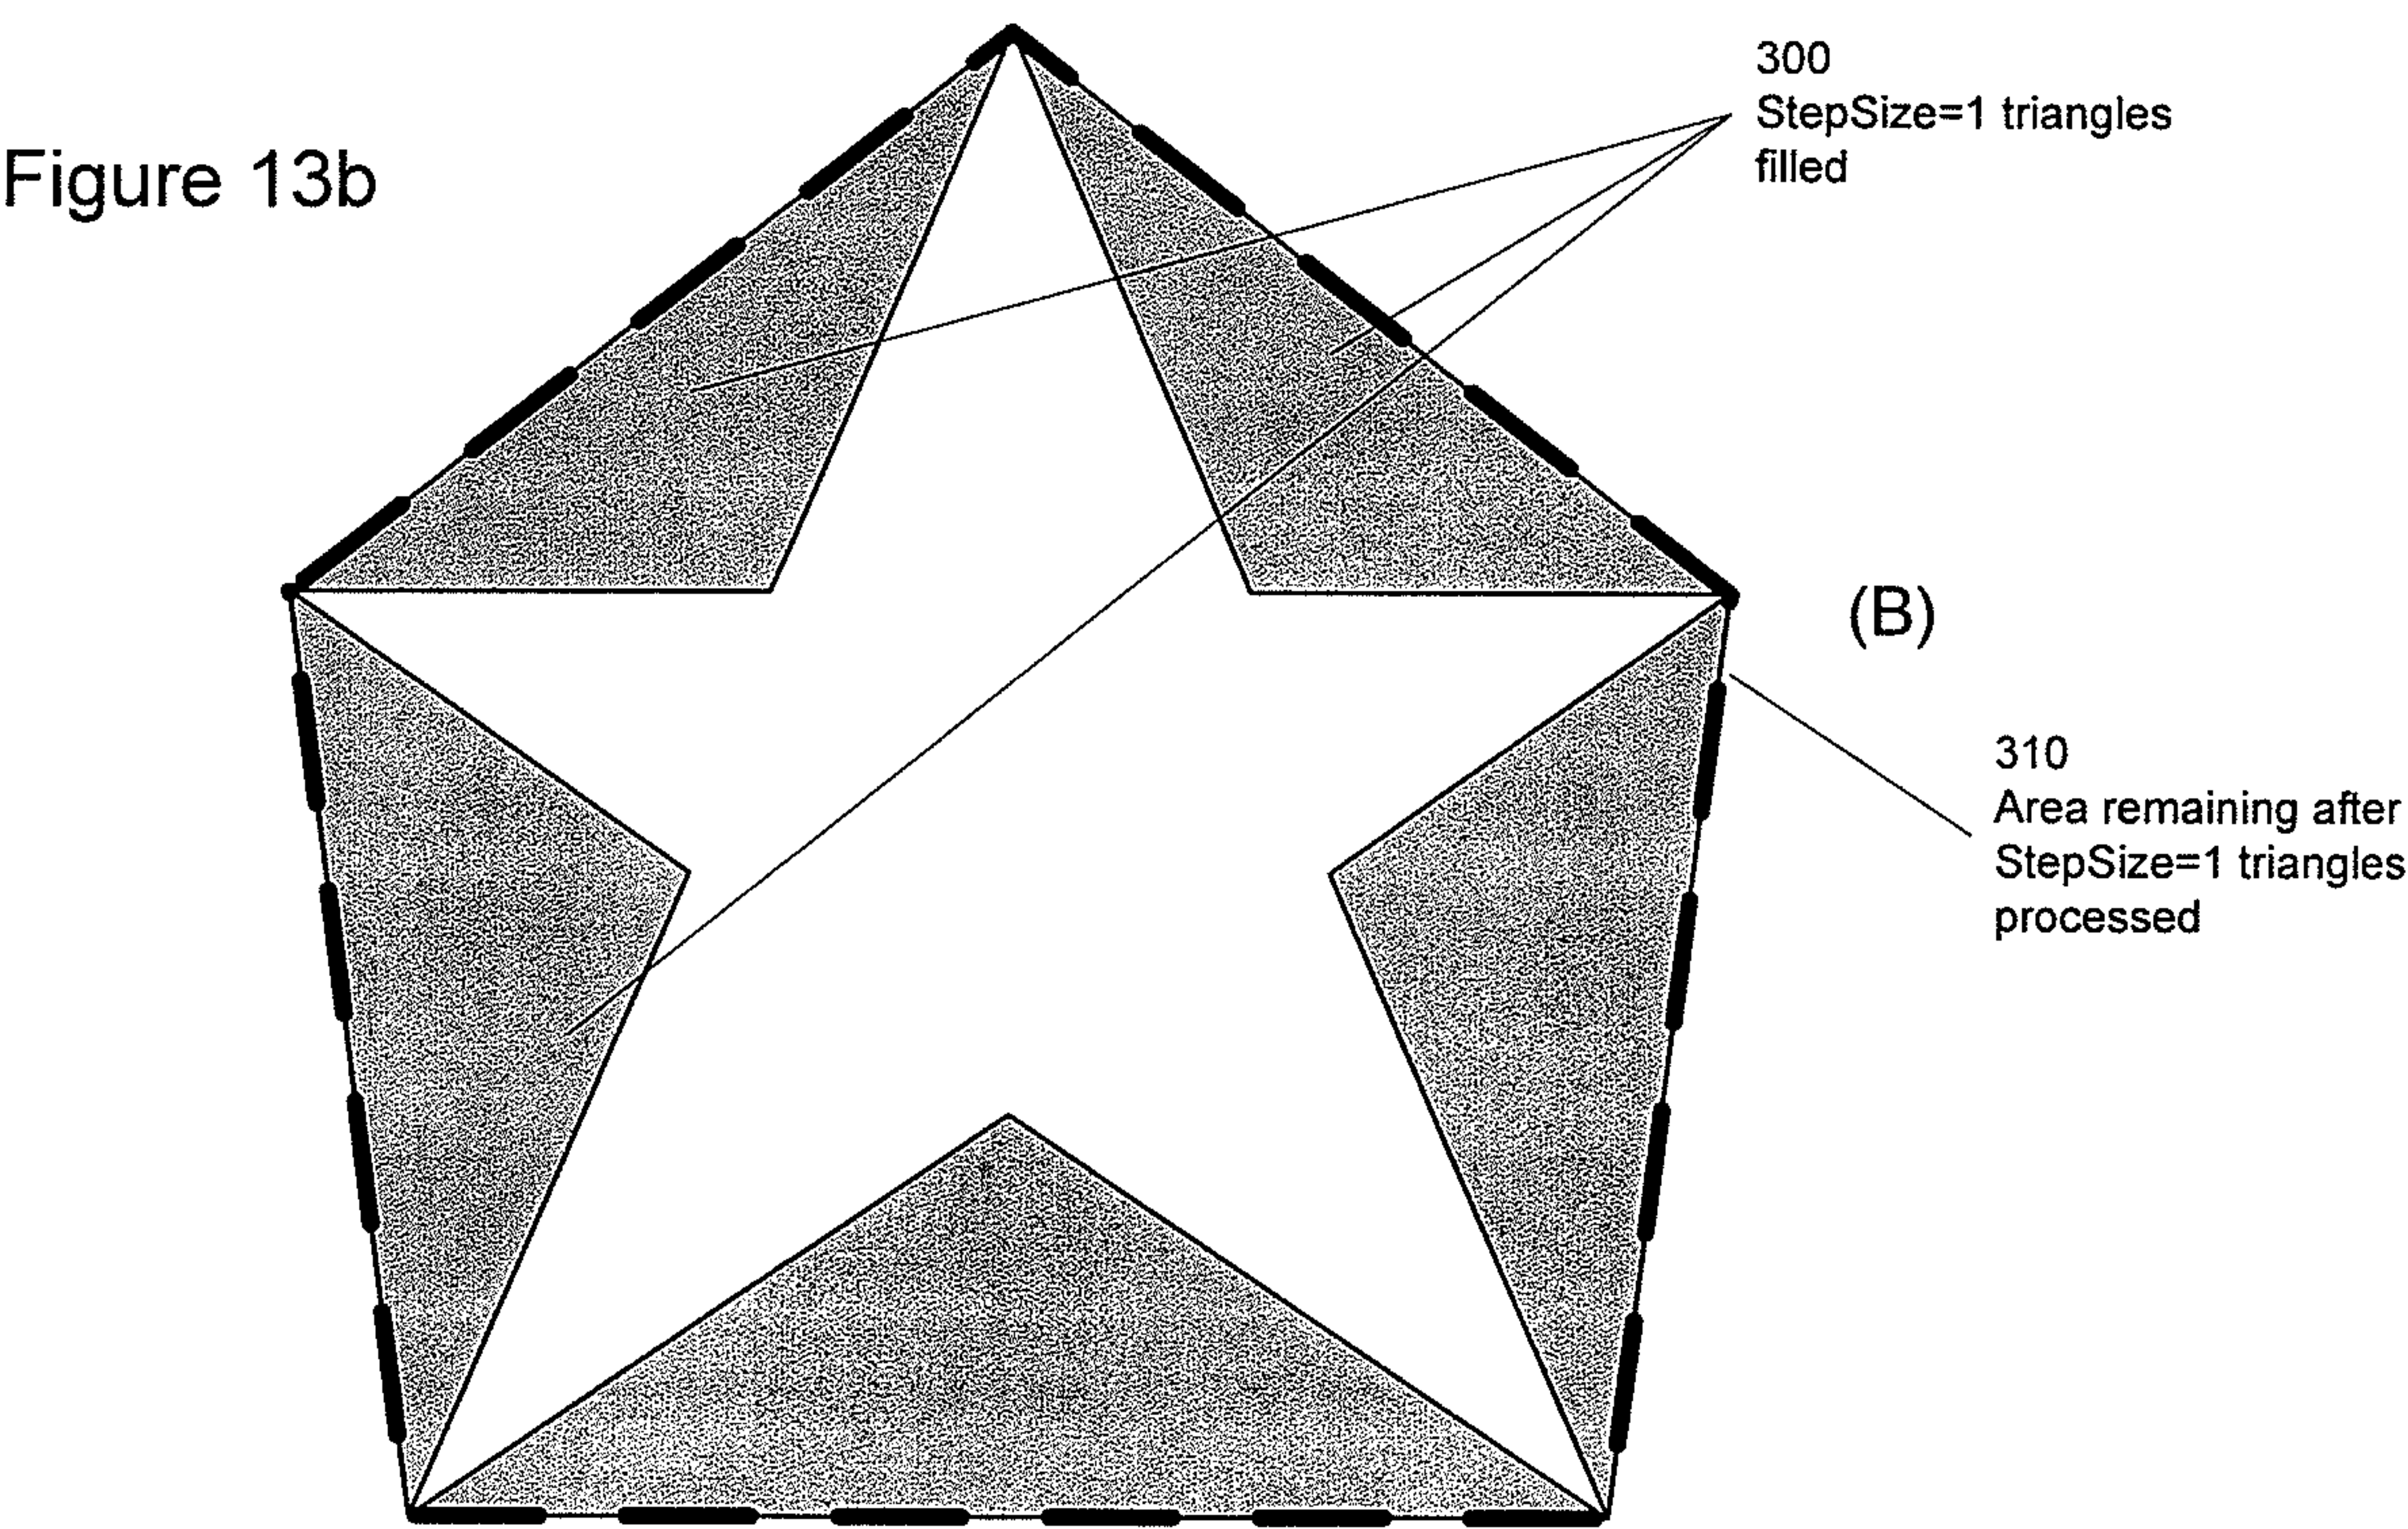 Figure 13b
300
StepSize=1 triangles
filled
(B)
310
Area remaining after
StepSize=1 triangles
processed